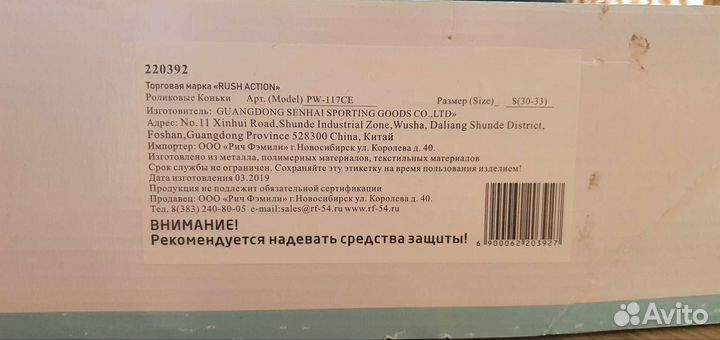 220392
Торговая марка «RUSH ACTION»
Роликовые Коньки Арт. (Model) PW-117CE Размер (Size) S(30-33)
Изготовитель: GUANGDONG SENHAI SPORTING GOODS CO.,LTD»
Адрес: No.11 Xinhui Road,Shunde Industrial Zone,Wusha, Daliang Shunde District,
Foshan,Guangdong Province 528300 China, Китай
Импортер: ООО «Рич Фэмили» г.Новосибирск ул. Королева д. 40.
Изготовлено из металла, полимерных материалов, текстильных материалов
Срок службы не ограничен. Сохраняйте эту этикетку на время пользования изделием!
Дата изготовления 03.2019
Продукция не подлежит обязательной сертификации
Продавец: ООО «Рич Фэмили» г.Новосибирск ул. Королева д. 40.
Тел. 8(383) 240-80-05 e-mail:sales@rf-54.ru www.rf-54.ru
ВНИМАНИЕ!
Рекомендуется надевать средства защиты!
6 900062 203927
Avito